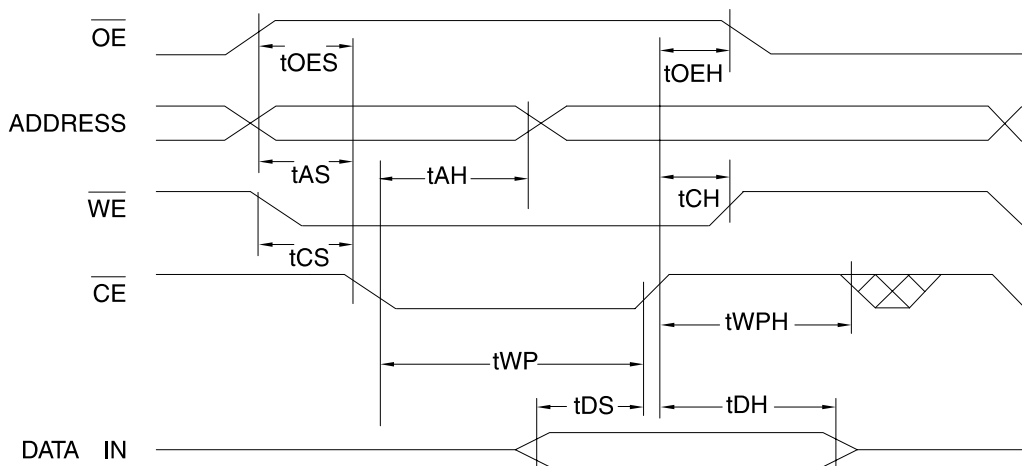 OE
tOES
tOEH
ADDRESS
tAS
tAH
tCH
WE
tCS
CE
tWPH
tWP
tDS
tDH
DATA IN